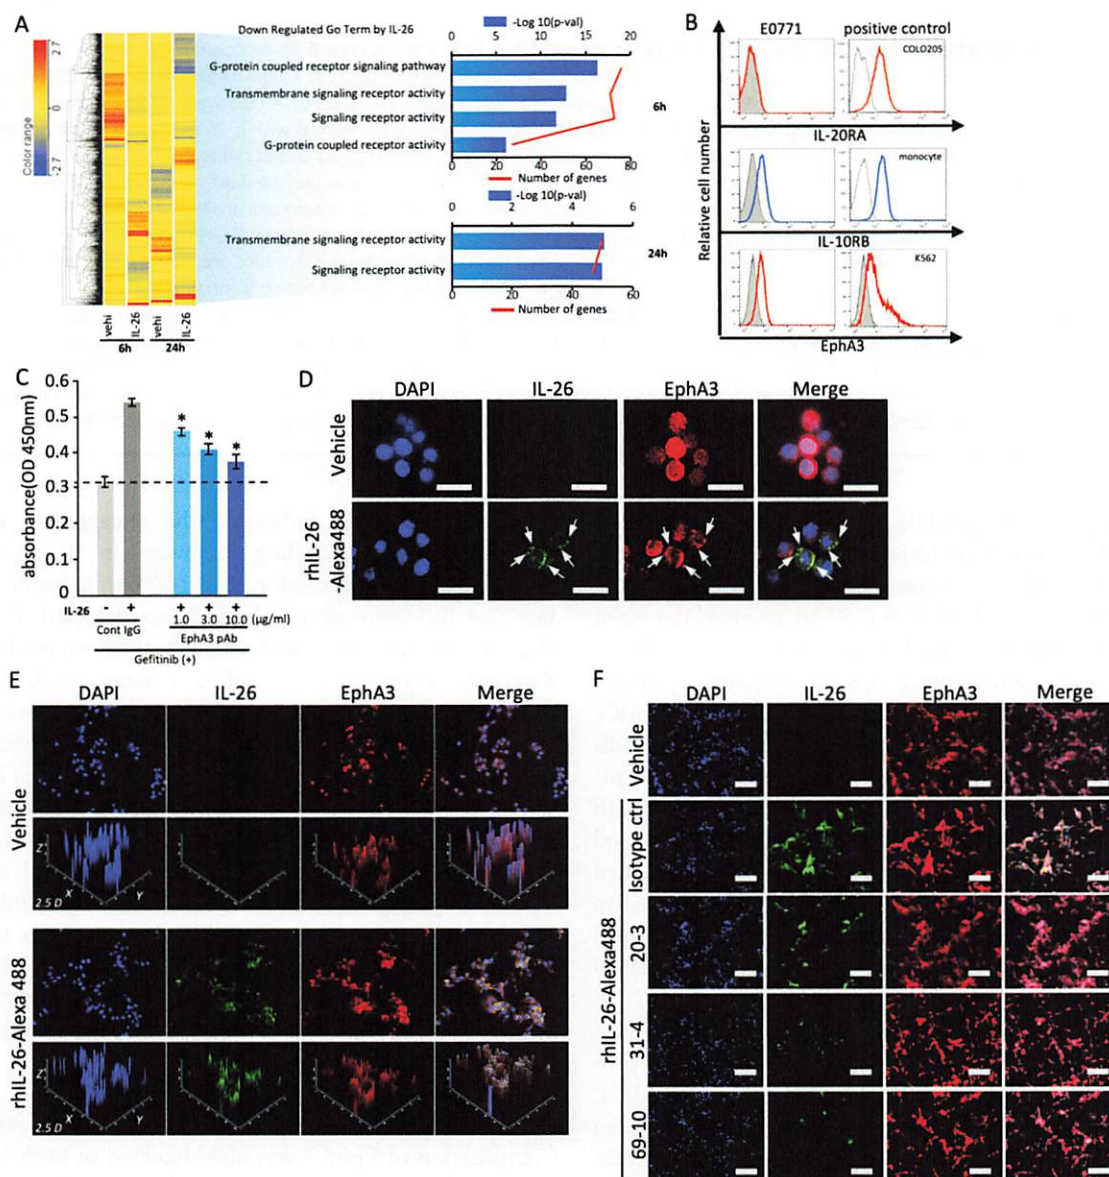 A
Down Regulated Go Term by IL-26
-Log 10(p-val)
0 5 10 15 20
G-protein coupled receptor signaling pathway
Transmembrane signaling receptor activity
Signaling receptor activity
G-protein coupled receptor activity
6h
0 20 40 60 80
Number of genes
-Log 10(p-val)
0 2 4 6
Transmembrane signaling receptor activity
Signaling receptor activity
24h
0 20 40 60
Number of genes
2.7
0
-2.7
Color range
vehi
IL-26
vehi
IL-26
6h 24h
B
E0771 positive control
COLO205
IL-20RA
monocyte
IL-10RB
K562
EphA3
Relative cell number
C
absorbance(OD 450nm)
0.6
0.5
0.4
0.3
0.2
0.1
0
* * *
IL-26 - + + + +
1.0 3.0 10.0 (μg/ml)
Cont IgG EphA3 pAb
Gefitinib (+)
D
DAPI IL-26 EphA3 Merge
Vehicle
rhIL-26
-Alexa488
E
DAPI IL-26 EphA3 Merge
Vehicle
Z
X Y
2.5 D
rhIL-26-Alexa 488
Z
X Y
2.5 D
F
DAPI IL-26 EphA3 Merge
Vehicle
Isotype ctrl
20-3
31-4
69-10
rhIL-26-Alexa488